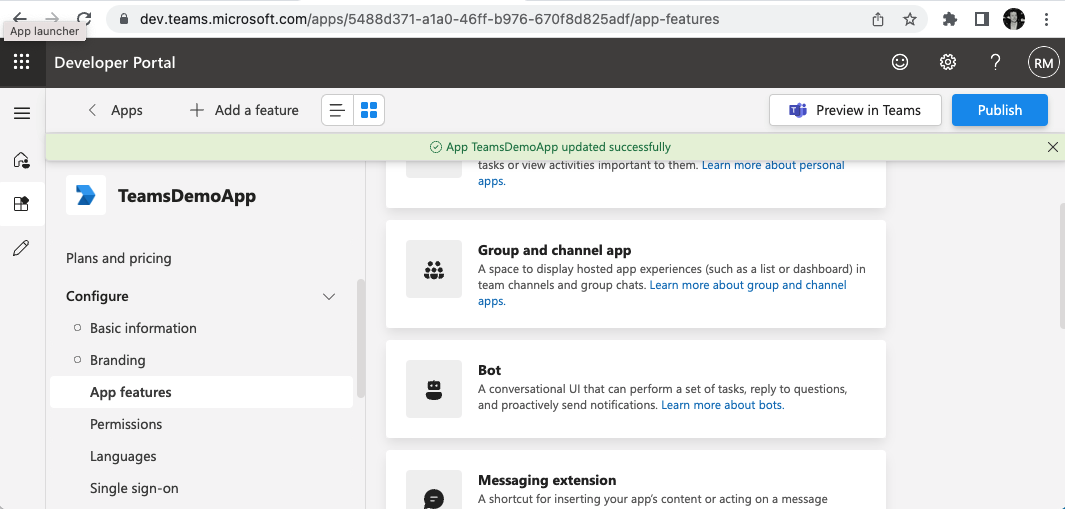 dev.teams.microsoft.com/apps/5488d371-a1a0-46ff-b976-670f8d825adf/app-features
App launcher
Developer Portal
RM
Apps
Add a feature
Preview in Teams
Publish
App TeamsDemoApp updated successfully
TeamsDemoApp
Plans and pricing
Configure
Basic information
Branding
App features
Permissions
Languages
Single sign-on
tasks or view activities important to them. Learn more about personal
apps.
Group and channel app
A space to display hosted app experiences (such as a list or dashboard) in
team channels and group chats. Learn more about group and channel
apps.
Bot
A conversational UI that can perform a set of tasks, reply to questions,
and proactively send notifications. Learn more about bots.
Messaging extension
A shortcut for inserting your app's content or acting on a message